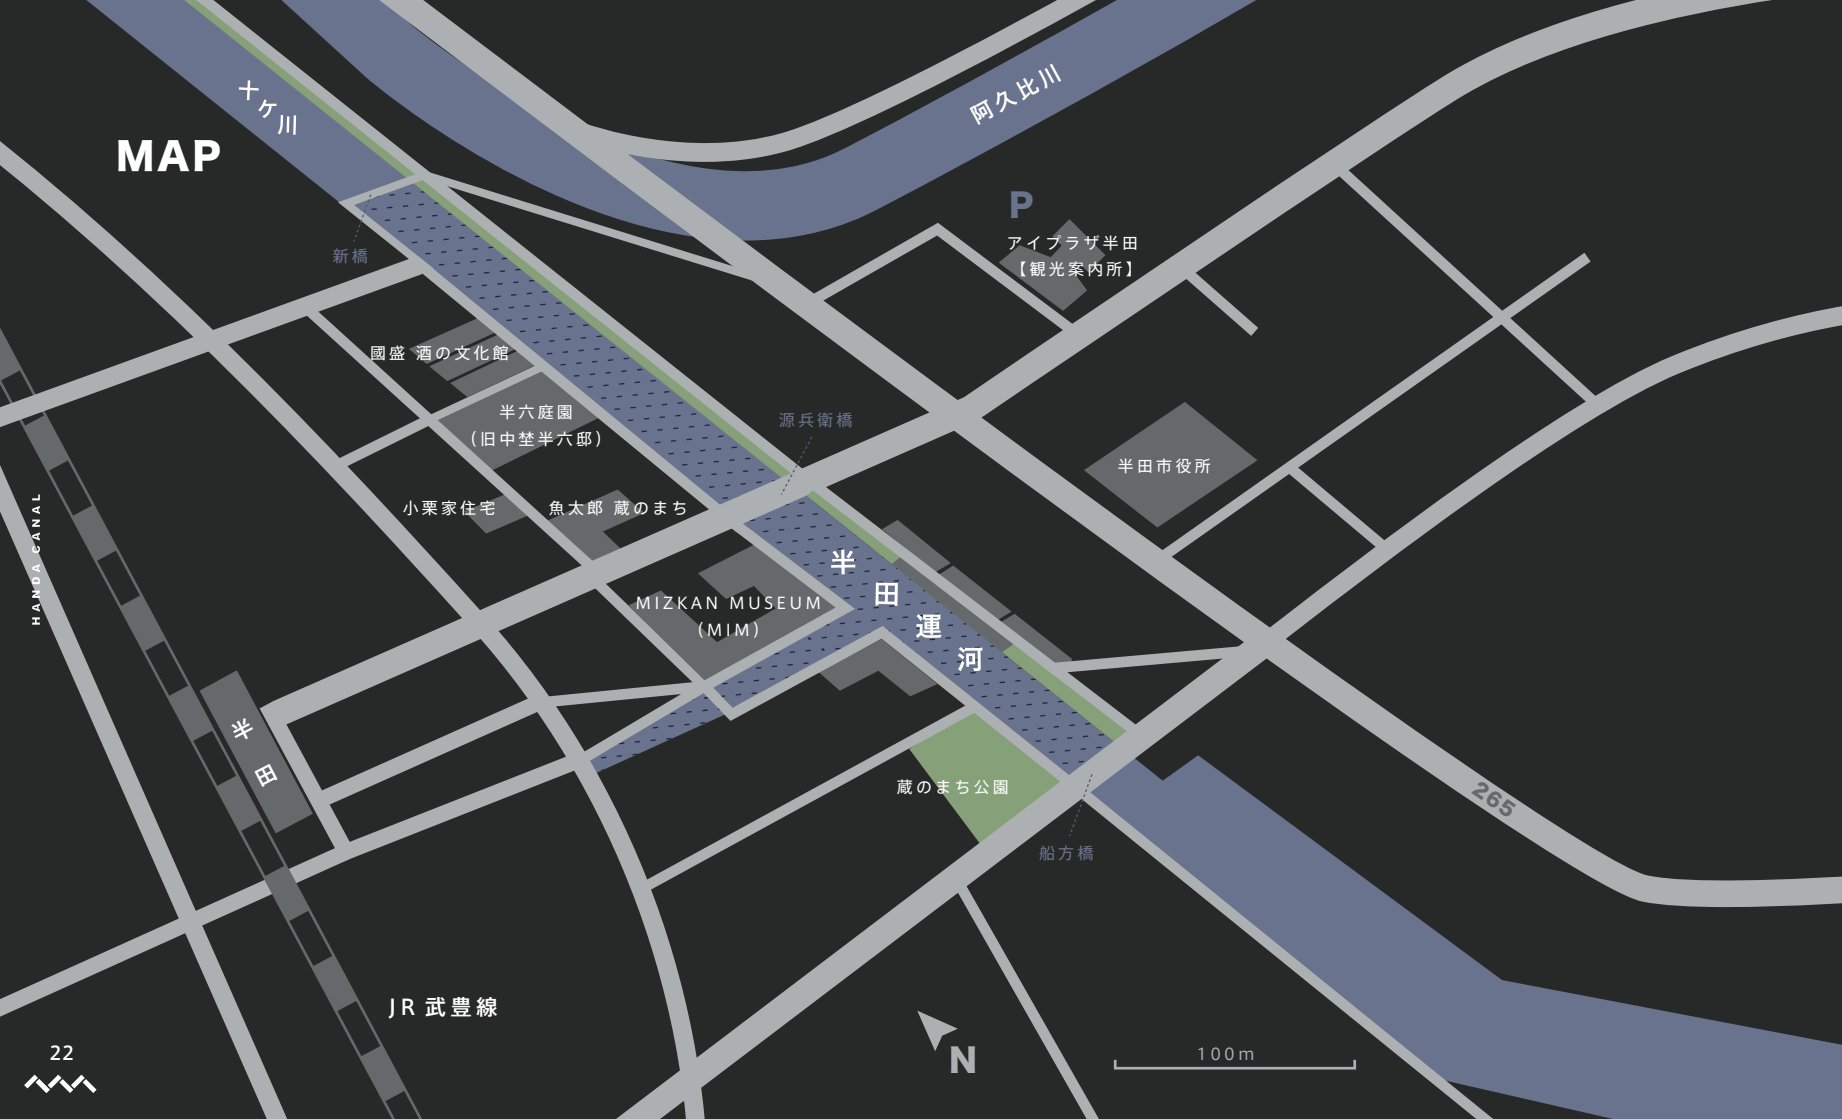 MAP
十ケ川
阿久比川
P
アイプラザ半田
【観光案内所】
新橋
國盛 酒の文化館
半六庭園
(旧中埜半六邸)
源兵衛橋
半田市役所
小栗家住宅
魚太郎 蔵のまち
HANDA CANAL
半田運河
MIZKAN MUSEUM
(MIM)
半田
蔵のまち公園
265
船方橋
JR 武豊線
22
N
100m